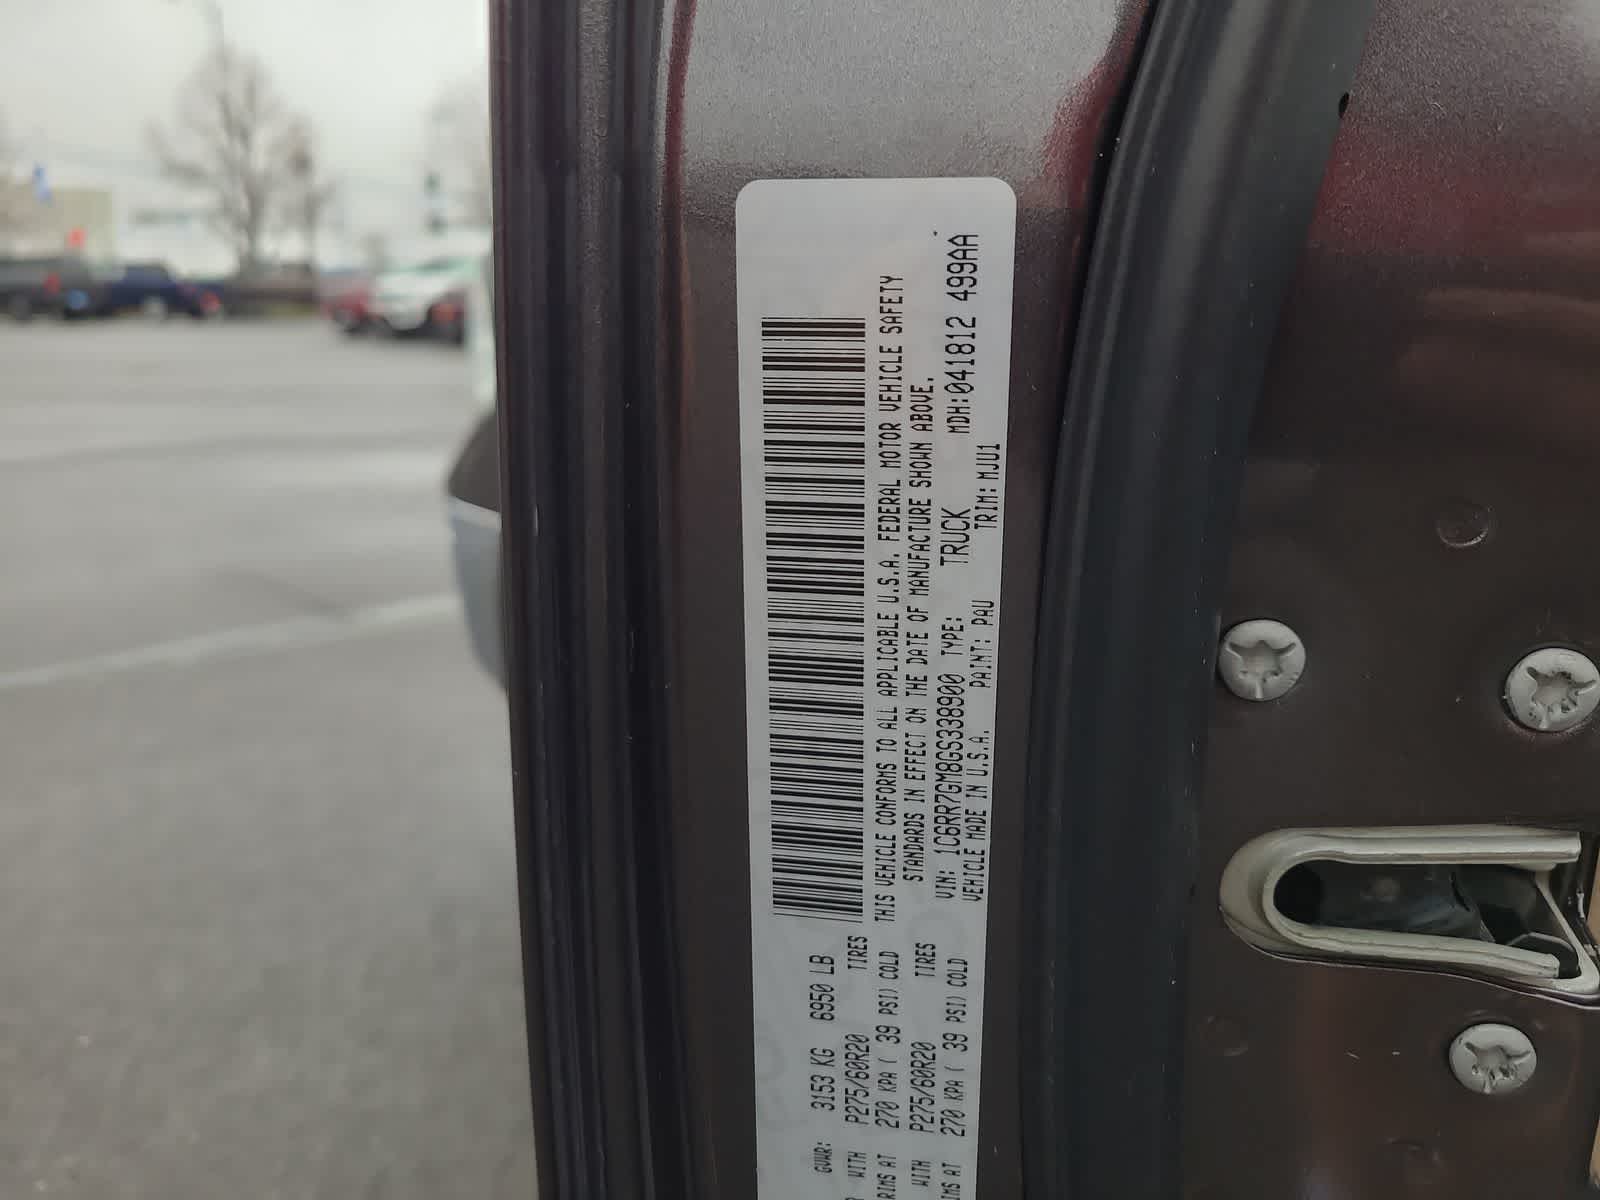 GVWR: 3153 KG 6950 LB
WITH P275/60R20 TIRES
RIMS AT 270 KPA ( 39 PSI) COLD
WITH P275/60R20 TIRES
AT 270 KPA ( 39 PSI) COLD
THIS VEHICLE CONFORMS TO ALL APPLICABLE U.S.A. FEDERAL MOTOR VEHICLE SAFETY
STANDARDS IN EFFECT ON THE DATE OF MANUFACTURE SHOWN ABOVE.
VIN: 1C6RR7GM8GS338900 TYPE: TRUCK MDH:041812 499AA
VEHICLE MADE IN U.S.A. PAINT: PAU TRIM: MJU1